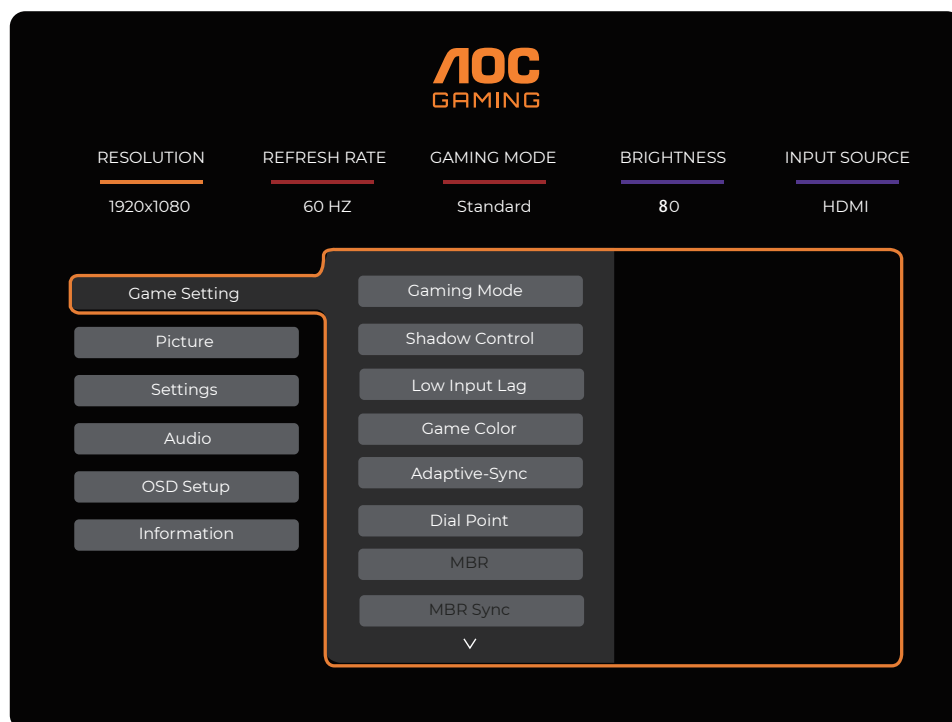 AOC
GAMING
RESOLUTION REFRESH RATE GAMING MODE BRIGHTNESS INPUT SOURCE
1920x1080 60 HZ Standard 80 HDMI
Game Setting
Picture
Settings
Audio
OSD Setup
Information
Gaming Mode
Shadow Control
Low Input Lag
Game Color
Adaptive-Sync
Dial Point
MBR
MBR Sync